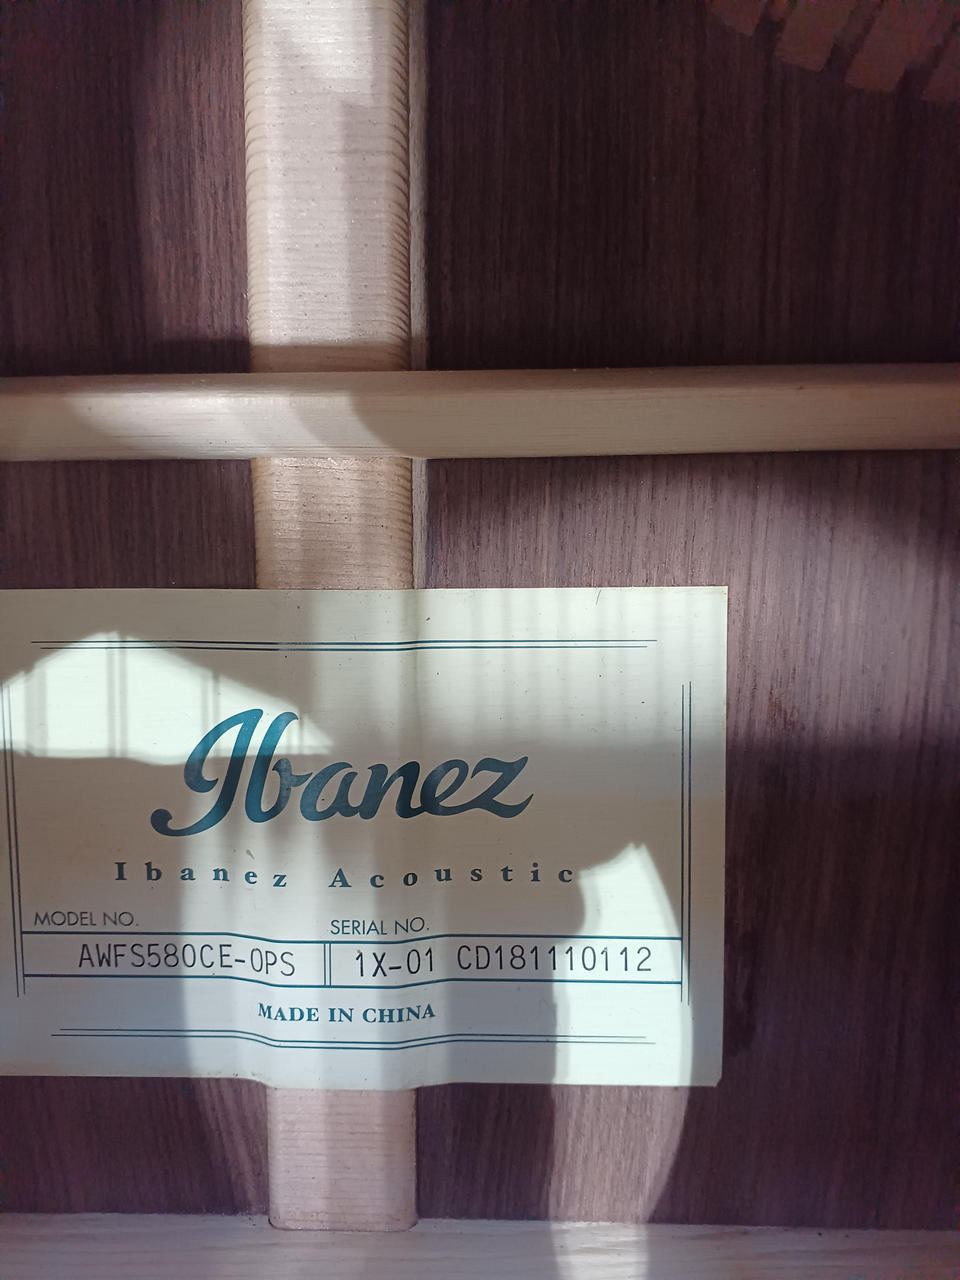 Ibanez
Ibanez Acoustic
MODEL NO. SERIAL NO.
AWFS580CE-OPS 1X-01 CD181110112
MADE IN CHINA